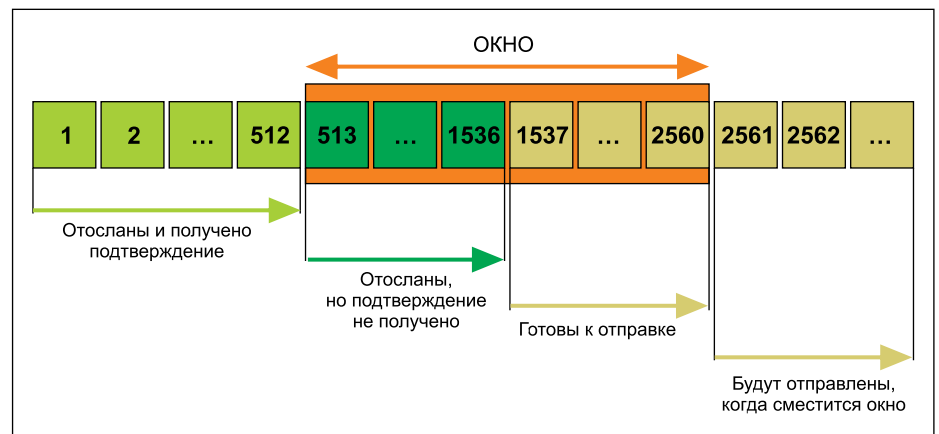 ОКНО
1 2 ... 512 513 ... 1536 1537 ... 2560 2561 2562 ...
Отосланы и получено
подтверждение
Отосланы,
но подтверждение
не получено
Готовы к отправке
Будут отправлены,
когда сместится окно